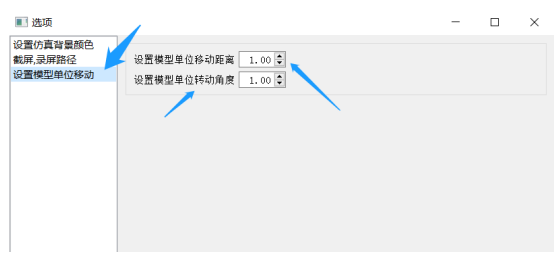 选项
设置仿真背景颜色
截屏,录屏路径
设置模型单位移动
设置模型单位移动距离 1.00
设置模型单位转动角度 1.00